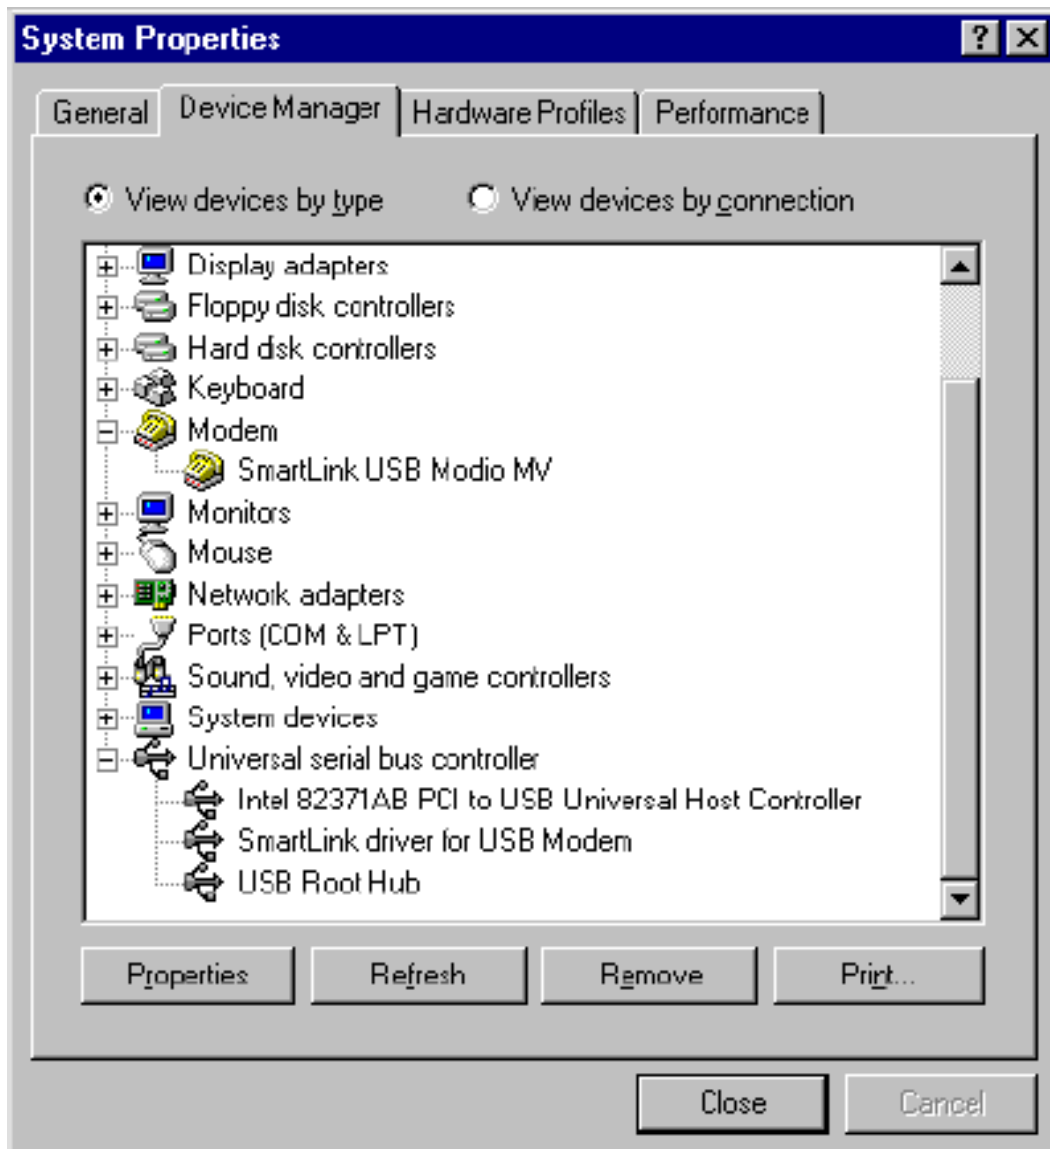 System Properties
General Device Manager Hardware Profiles Performance
View devices by type View devices by connection
Display adapters
Floppy disk controllers
Hard disk controllers
Keyboard
Modem
SmartLink USB Modio MV
Monitors
Mouse
Network adapters
Ports (COM & LPT)
Sound, video and game controllers
System devices
Universal serial bus controller
Intel 82371AB PCI to USB Universal Host Controller
SmartLink driver for USB Modem
USB Root Hub
Properties Refresh Remove Print...
Close Cancel